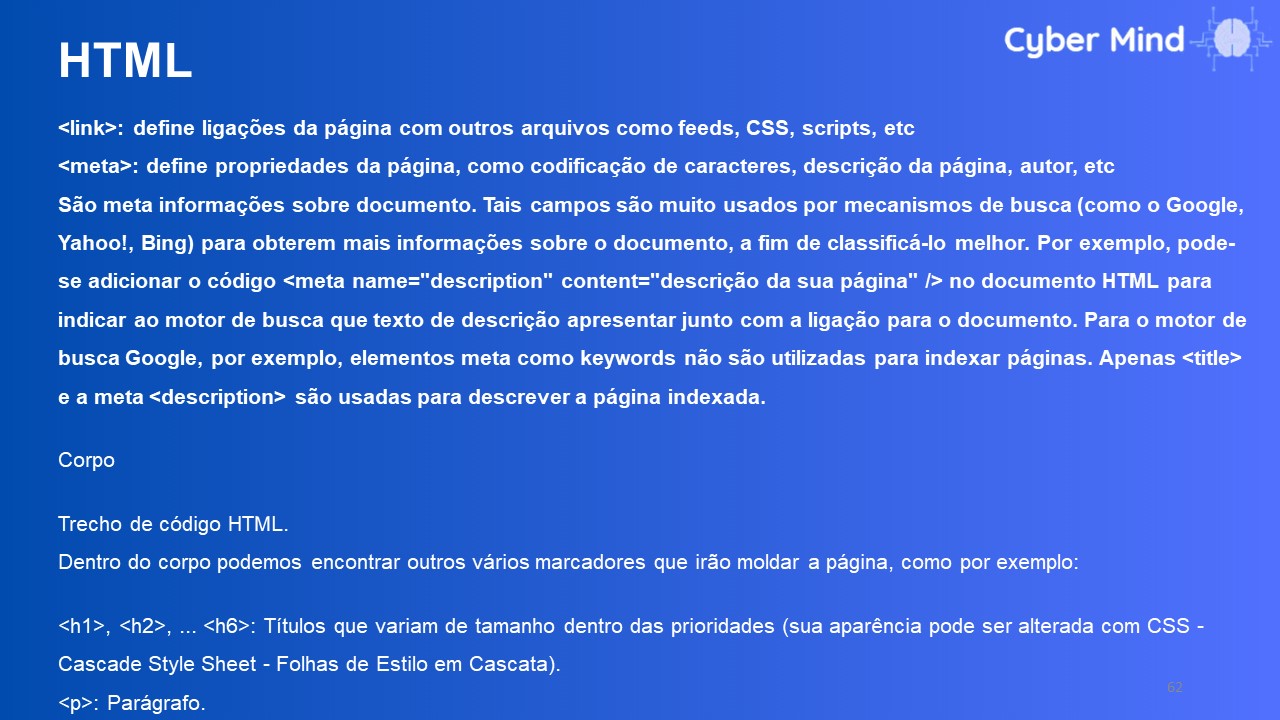 HTML
Cyber Mind
<link>: define ligações da página com outros arquivos como feeds, CSS, scripts, etc
<meta>: define propriedades da página, como codificação de caracteres, descrição da página, autor, etc
São meta informações sobre documento. Tais campos são muito usados por mecanismos de busca (como o Google,
Yahoo!, Bing) para obterem mais informações sobre o documento, a fim de classificá-lo melhor. Por exemplo, pode-
se adicionar o código <meta name="description" content="descrição da sua página" /> no documento HTML para
indicar ao motor de busca que texto de descrição apresentar junto com a ligação para o documento. Para o motor de
busca Google, por exemplo, elementos meta como keywords não são utilizadas para indexar páginas. Apenas <title>
e a meta <description> são usadas para descrever a página indexada.
Corpo
Trecho de código HTML.
Dentro do corpo podemos encontrar outros vários marcadores que irão moldar a página, como por exemplo:
<h1>, <h2>, ... <h6>: Títulos que variam de tamanho dentro das prioridades (sua aparência pode ser alterada com CSS -
Cascade Style Sheet - Folhas de Estilo em Cascata).
<p>: Parágrafo.
62